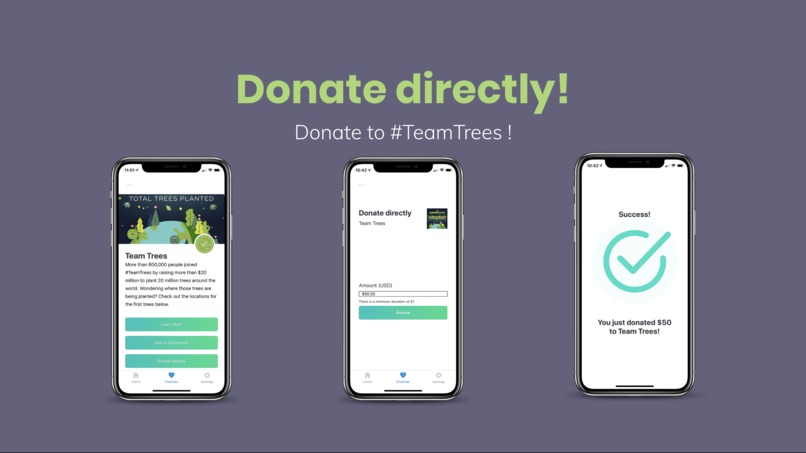 Donate directly!
Donate to #TeamTrees !
11:01
TOTAL TREES PLANTED
Team Trees
More than 800,000 people joined
#TeamTrees by raising more than $20
million to plant 20 million trees around the
world. Wondering where those trees are
being planted? Check out the locations for
the first trees below.
Learn More
Add to Dashboard
Donate directly
Home
Charities
Settings
10:42
Donate directly
Team Trees
Amount (USD)
$50.00
There is a minimum donation of $1
Donate
Home
Charities
Settings
10:42
Success!
You just donated $50
to Team Trees!